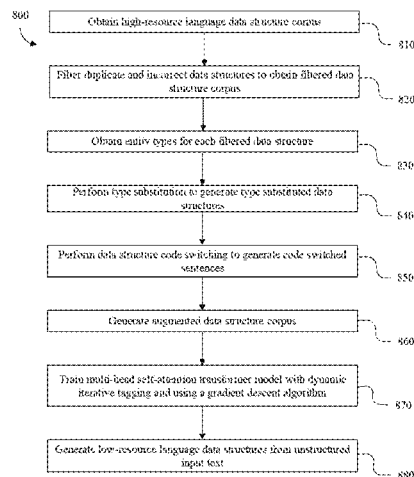 800
Obtain high-resource language data structure corpus
810
Filter duplicate and incorrect data structures to obtain filtered data
structure corpus
820
Obtain entity types for each filtered data structure
830
Perform type substitution to generate type substituted data
structures
840
Perform data structure code switching to generate code switched
sentences
850
Generate augmented data structure corpus
860
Train multi-head self-attention transformer model with dynamic
iterative tagging and using a gradient descent algorithm
870
Generate low-resource language data structures from unstructured
input text
880